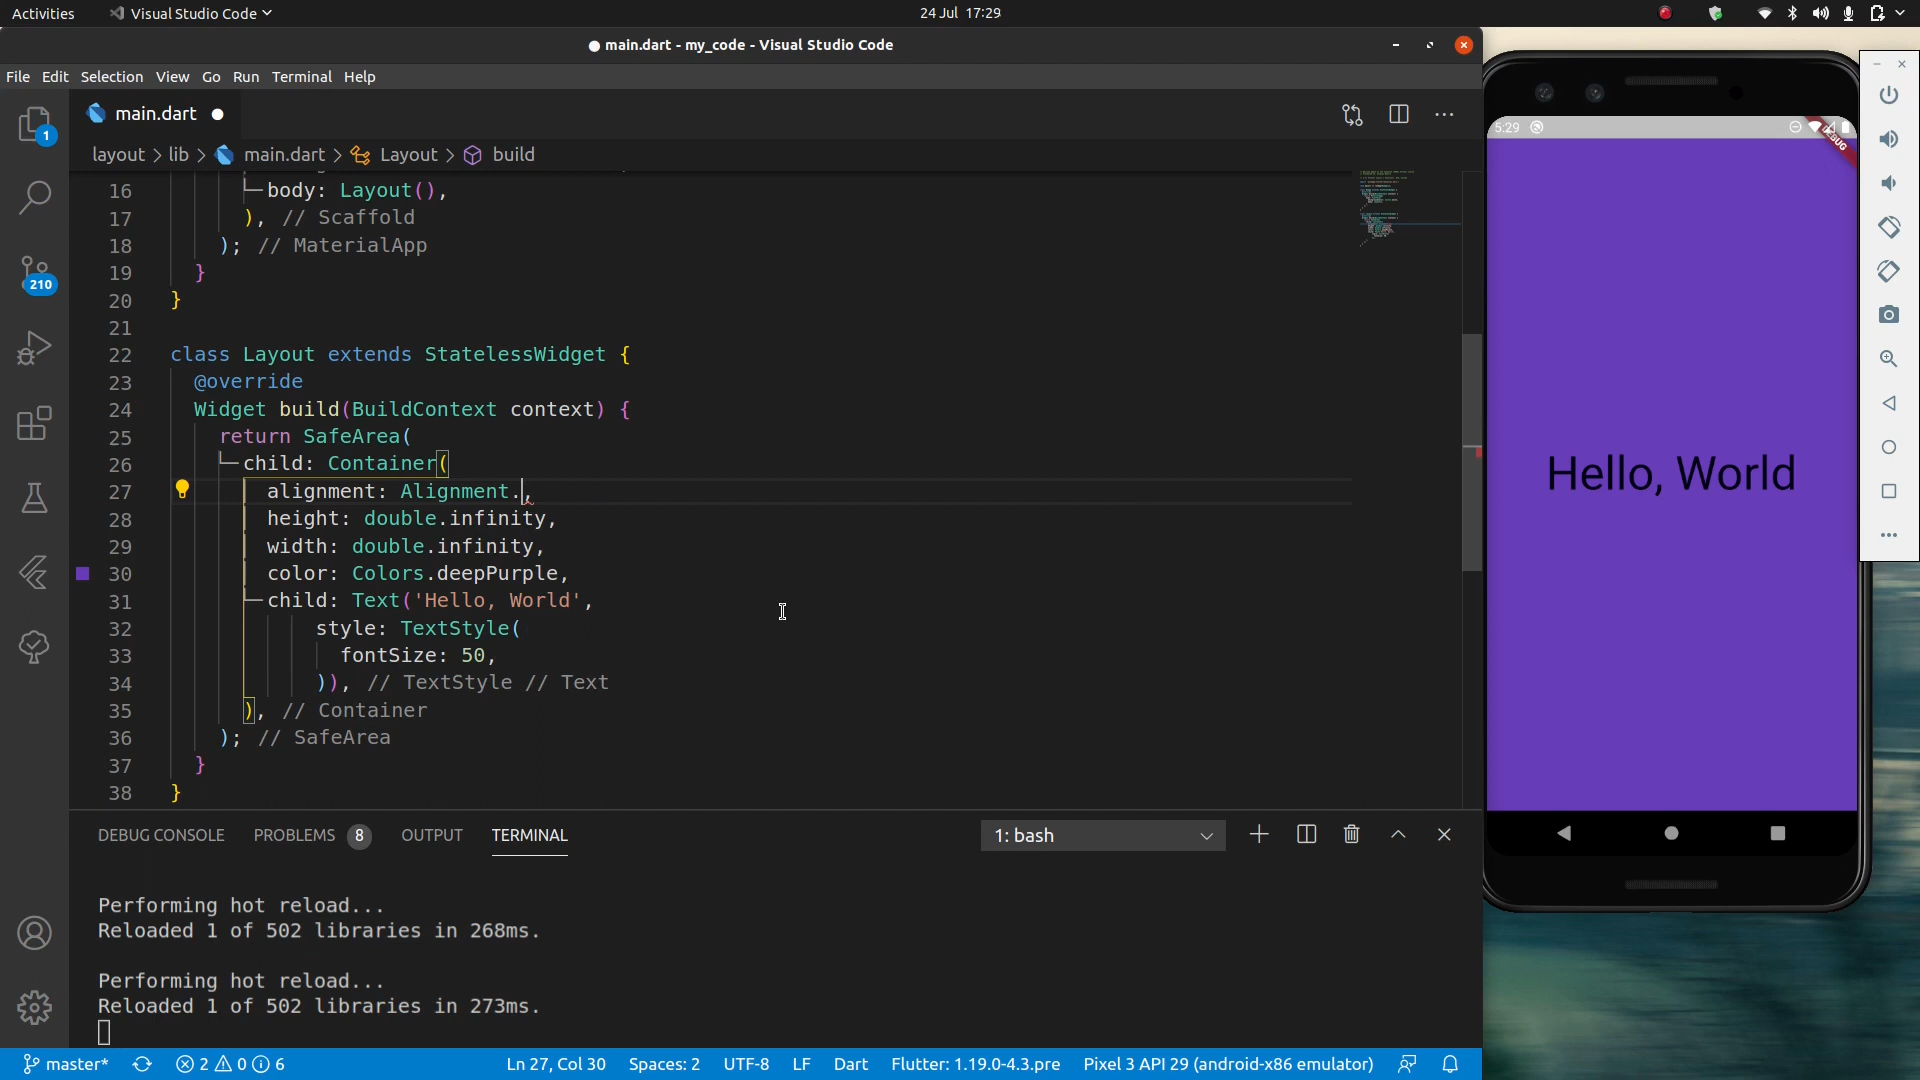 Activities Visual Studio Code 24 Jul 17:29
● main.dart - my_code - Visual Studio Code
File Edit Selection View Go Run Terminal Help
1
main.dart
layout > lib > main.dart > Layout > build
16 body: Layout(),
17 ), // Scaffold
18 ); // MaterialApp
19 }
20 }
21
22 class Layout extends StatelessWidget {
23 @override
24 Widget build(BuildContext context) {
25 return SafeArea(
26 child: Container(
27 alignment: Alignment.,
28 height: double.infinity,
29 width: double.infinity,
30 color: Colors.deepPurple,
31 child: Text('Hello, World',
32 style: TextStyle(
33 fontSize: 50,
34 )), // TextStyle // Text
35 ), // Container
36 ); // SafeArea
37 }
38 }
210
DEBUG CONSOLE PROBLEMS 8 OUTPUT TERMINAL 1: bash
Performing hot reload...
Reloaded 1 of 502 libraries in 268ms.
Performing hot reload...
Reloaded 1 of 502 libraries in 273ms.
master* 2 0 6 Ln 27, Col 30 Spaces: 2 UTF-8 LF Dart Flutter: 1.19.0-4.3.pre Pixel 3 API 29 (android-x86 emulator)
5:29
DEBUG
Hello, World